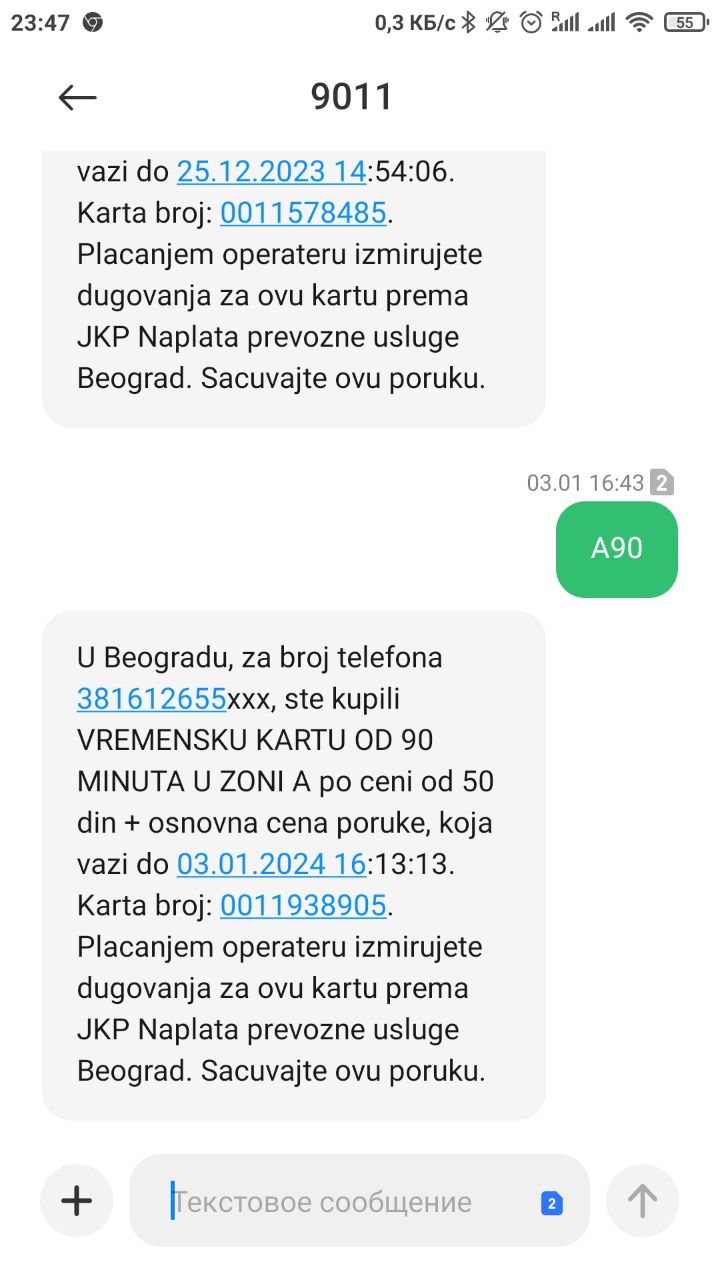 23:47
0,3 КБ/с
R
55
9011
vazi do 25.12.2023 14:54:06.
Karta broj: 0011578485.
Placanjem operateru izmirujete
dugovanja za ovu kartu prema
JKP Naplata prevozne usluge
Beograd. Sacuvajte ovu poruku.
03.01 16:43 2
A90
U Beogradu, za broj telefona
381612655xxx, ste kupili
VREMENSKU KARTU OD 90
MINUTA U ZONI A po ceni od 50
din + osnovna cena poruke, koja
vazi do 03.01.2024 16:13:13.
Karta broj: 0011938905.
Placanjem operateru izmirujete
dugovanja za ovu kartu prema
JKP Naplata prevozne usluge
Beograd. Sacuvajte ovu poruku.
Текстовое сообщение
2